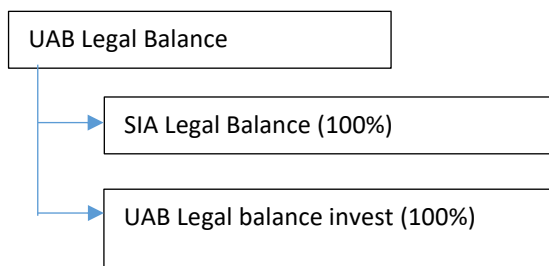 UAB Legal Balance
SIA Legal Balance (100%)
UAB Legal balance invest (100%)